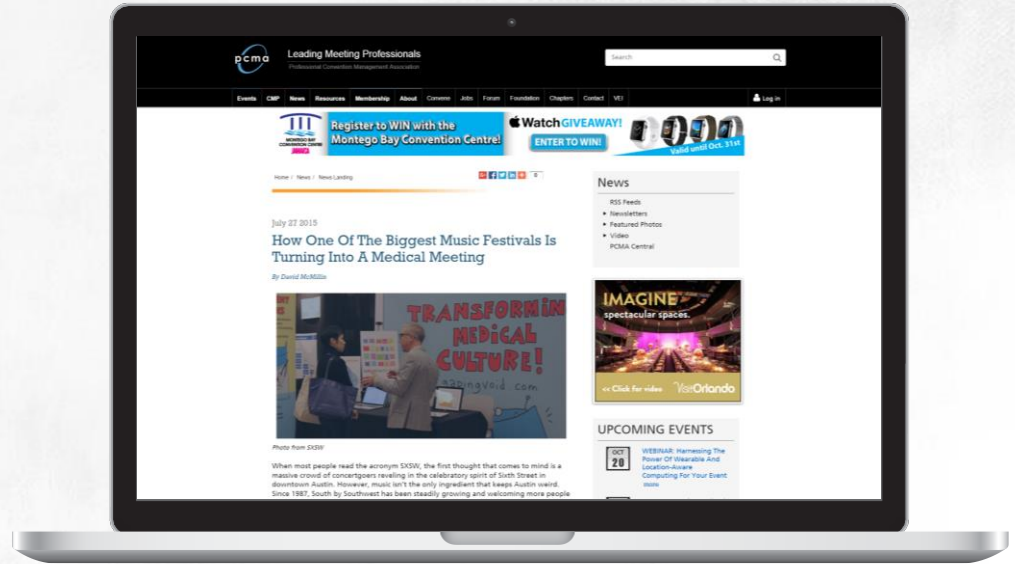 pcma
Leading Meeting Professionals
Professional Convention Management Association
Search
Events CMP News Resources Membership About Convene Jobs Forum Foundation Chapters Contact VEI
Log in
MONTEGO BAY
CONVENTION CENTRE
JAMAICA
Register to WIN with the
Montego Bay Convention Centre!
WatchGIVEAWAY!
ENTER TO WIN!
Valid until Oct. 31st
Home / News / News Landing
0
July 27 2015
How One Of The Biggest Music Festivals Is
Turning Into A Medical Meeting
By David McMillin
TRANSFORMIN
MEDiCAL
CULTURE!
gapingvoid.com
Photo from SXSW
When most people read the acronym SXSW, the first thought that comes to mind is a
massive crowd of concertgoers reveling in the celebratory spirit of Sixth Street in
downtown Austin. However, music isn't the only ingredient that keeps Austin weird.
Since 1987, South by Southwest has been steadily growing and welcoming more people
News
RSS Feeds
Newsletters
Featured Photos
Video
PCMA Central
IMAGINE
spectacular spaces.
<< Click for video
VisitOrlando
UPCOMING EVENTS
OCT
20
WEBINAR: Harnessing The
Power Of Wearable And
Location-Aware
Computing For Your Event
more